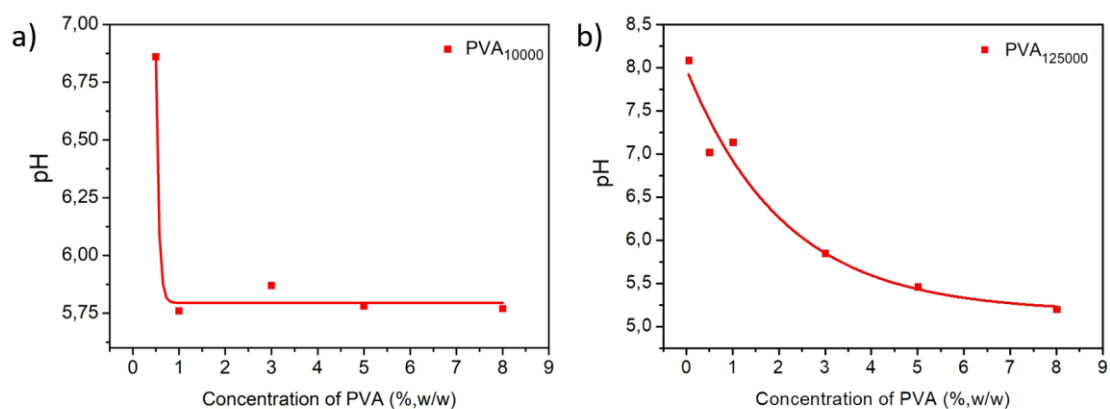 a)
7,00
6,75
6,50
6,25
6,00
5,75
pH
PVA10000
0 1 2 3 4 5 6 7 8 9
Concentration of PVA (%,w/w)
b)
8,0
7,5
7,0
6,5
6,0
5,5
5,0
pH
PVA125000
0 1 2 3 4 5 6 7 8 9
Concentration of PVA (%,w/w)